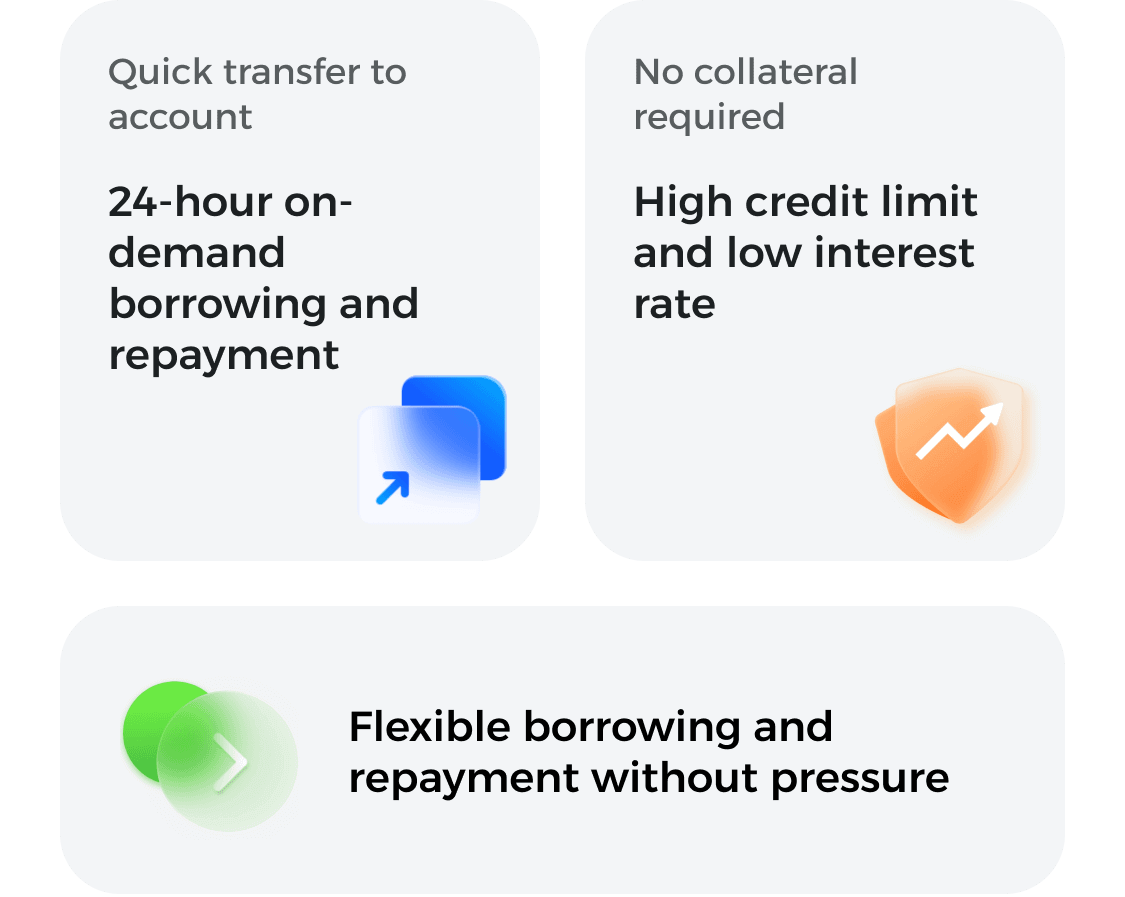 Quick transfer to
account
24-hour on-
demand
borrowing and
repayment
No collateral
required
High credit limit
and low interest
rate
Flexible borrowing and
repayment without pressure